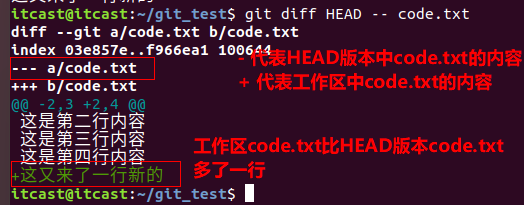 itcast@itcast:~/git_test$ git diff HEAD -- code.txt
diff --git a/code.txt b/code.txt
index 03e857e..f966ea1 100644
--- a/code.txt
- 代表HEAD版本中code.txt的内容
+++ b/code.txt
+ 代表工作区中code.txt的内容
@@ -2,3 +2,4 @@
这是第二行内容
这是第三行内容
这是第四行内容
工作区code.txt比HEAD版本code.txt
多了一行
+这又来了一行新的
itcast@itcast:~/git_test$